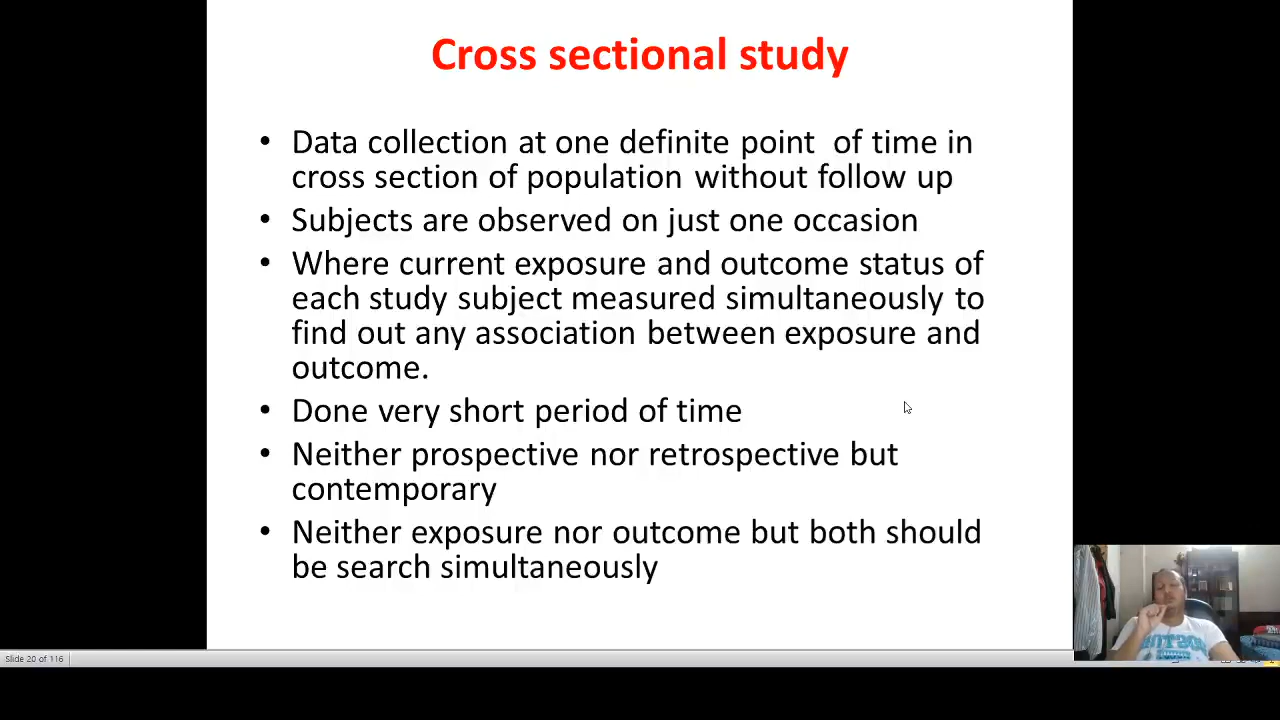 Cross sectional study
• Data collection at one definite point of time in
cross section of population without follow up
• Subjects are observed on just one occasion
• Where current exposure and outcome status of
each study subject measured simultaneously to
find out any association between exposure and
outcome.
• Done very short period of time
• Neither prospective nor retrospective but
contemporary
• Neither exposure nor outcome but both should
be search simultaneously
Slide 20 of 116